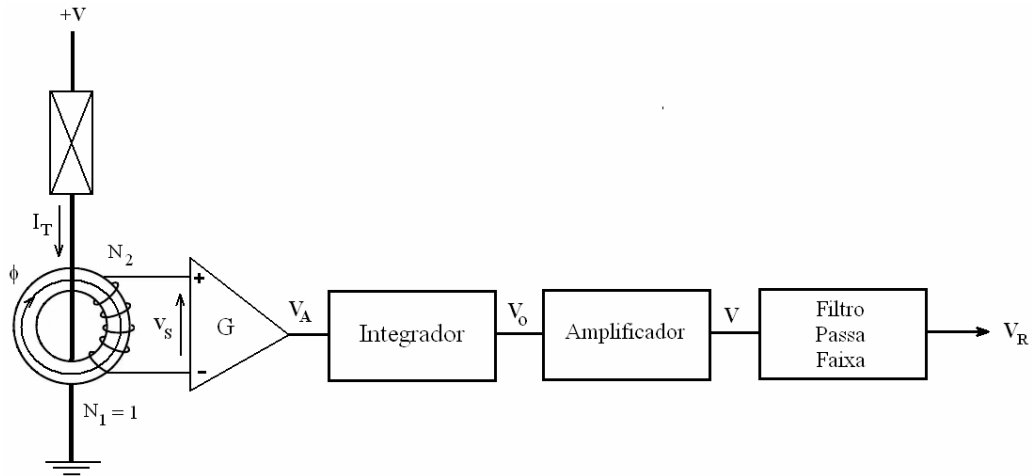 +V
I_T
N_2
ϕ
v_S
+
G
-
V_A
Integrador
V_o
Amplificador
V
Filtro
Passa
Faixa
V_R
N_1 = 1